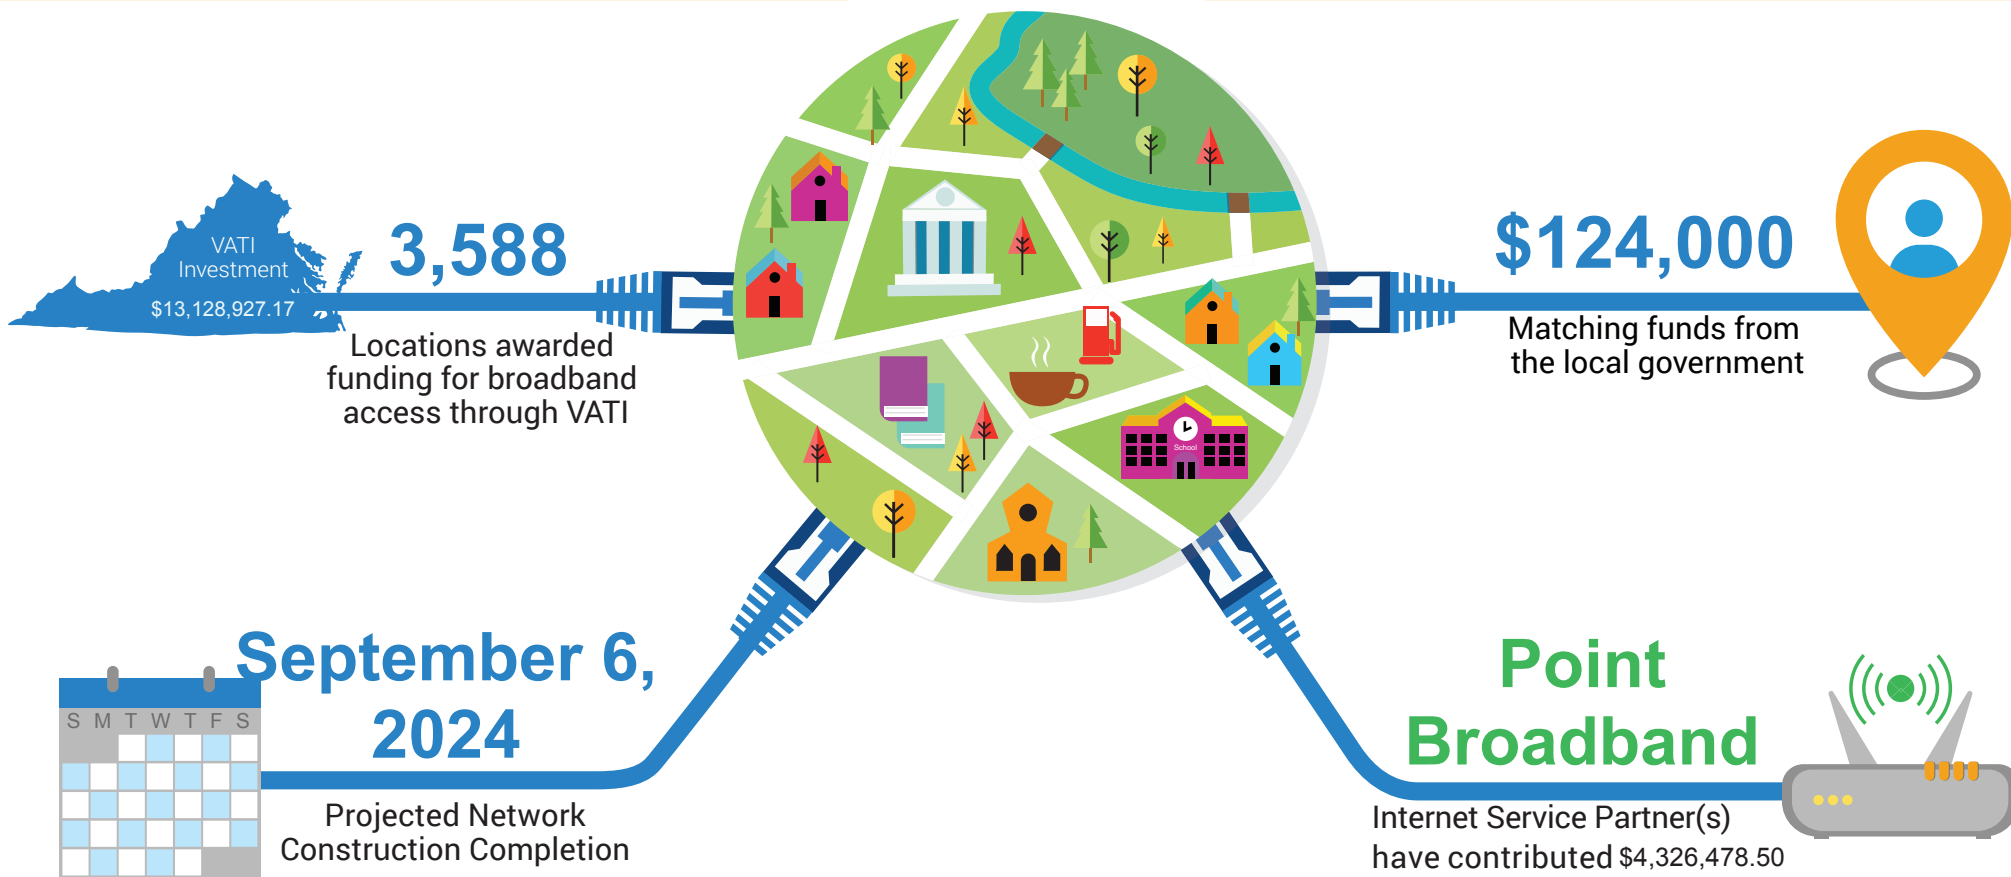 VATI
Investment
$13,128,927.17
3,588
Locations awarded
funding for broadband
access through VATI
$124,000
Matching funds from
the local government
School
September 6,
2024
S M T W T F S
Projected Network
Construction Completion
Point
Broadband
Internet Service Partner(s)
have contributed $4,326,478.50